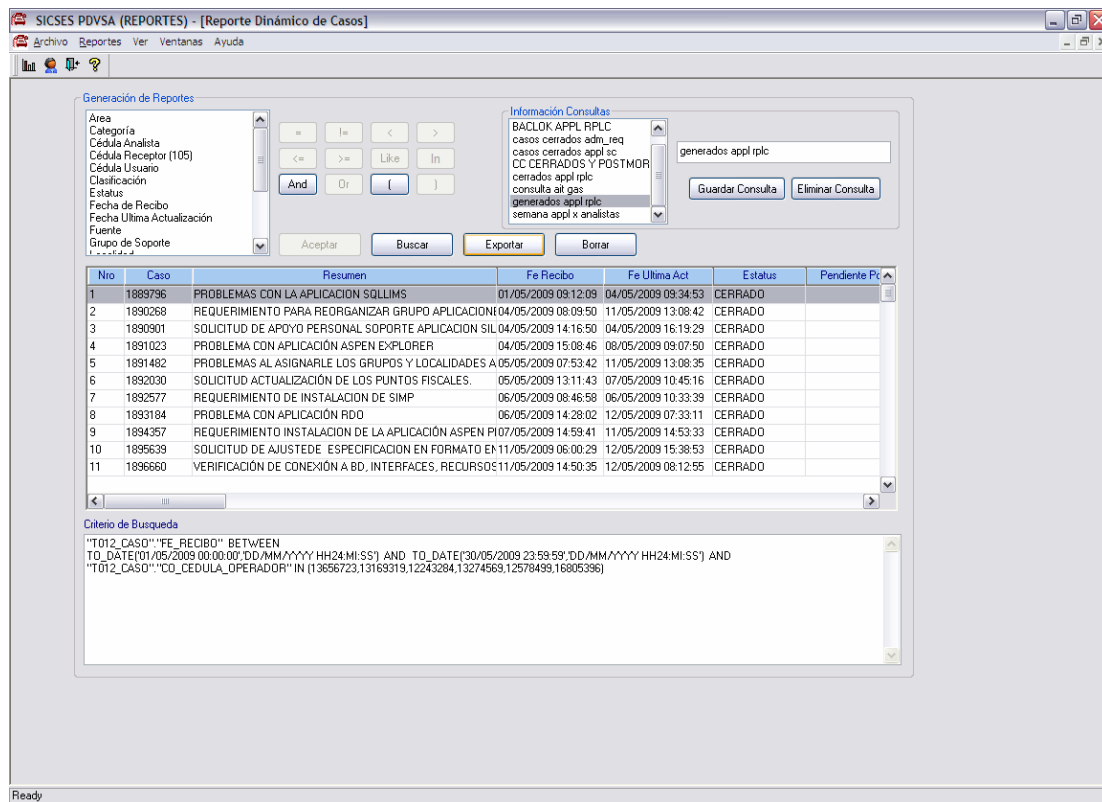 SICSES PDVSA (REPORTES) - [Reporte Dinámico de Casos]
Archivo Reportes Ver Ventanas Ayuda
Generación de Reportes
Area
Categoría
Cédula Analista
Cédula Receptor (105)
Cédula Usuario
Clasificación
Estatus
Fecha de Recibo
Fecha Ultima Actualización
Fuente
Grupo de Soporte
= != < >
<= >= Like In
And Or ( )
Aceptar Buscar Exportar Borrar
Información Consultas
BACLOK APPL RPLC
casos cerrados adm_req
casos cerrados appl sc
CC CERRADOS Y POSTMOR
cerrados appl rplc
consulta ait gas
generados appl rplc
semana appl x analistas
generados appl rplc
Guardar Consulta Eliminar Consulta
Nro Caso Resumen Fe Recibo Fe Ultima Act Estatus Pendiente Po
1 1889796 PROBLEMAS CON LA APLICACION SQLLIMS 01/05/2009 09:12:09 04/05/2009 09:34:53 CERRADO
2 1890268 REQUERIMIENTO PARA REORGANIZAR GRUPO APLICACIONE 04/05/2009 08:09:50 11/05/2009 13:08:42 CERRADO
3 1890901 SOLICITUD DE APOYO PERSONAL SOPORTE APLICACION SIL 04/05/2009 14:16:50 04/05/2009 16:19:29 CERRADO
4 1891023 PROBLEMA CON APLICACIÓN ASPEN EXPLORER 04/05/2009 15:08:46 08/05/2009 09:07:50 CERRADO
5 1891482 PROBLEMAS AL ASIGNARLE LOS GRUPOS Y LOCALIDADES A 05/05/2009 07:53:42 11/05/2009 13:08:35 CERRADO
6 1892030 SOLICITUD ACTUALIZACIÓN DE LOS PUNTOS FISCALES. 05/05/2009 13:11:43 07/05/2009 10:45:16 CERRADO
7 1892577 REQUERIMIENTO DE INSTALACION DE SIMP 06/05/2009 08:46:58 06/05/2009 10:33:39 CERRADO
8 1893184 PROBLEMA CON APLICACIÓN RDO 06/05/2009 14:28:02 12/05/2009 07:33:11 CERRADO
9 1894357 REQUERIMIENTO INSTALACION DE LA APLICACIÓN ASPEN PI 07/05/2009 14:59:41 11/05/2009 14:53:33 CERRADO
10 1895639 SOLICITUD DE AJUSTEDE ESPECIFICACION EN FORMATO EN 11/05/2009 06:00:29 12/05/2009 15:38:53 CERRADO
11 1896660 VERIFICACIÓN DE CONEXIÓN A BD, INTERFACES, RECURSOS 11/05/2009 14:50:35 12/05/2009 08:12:55 CERRADO
Criterio de Busqueda
"T012_CASO"."FE_RECIBO" BETWEEN
TO_DATE('01/05/2009 00:00:00','DD/MM/YYYY HH24:MI:SS') AND TO_DATE('30/05/2009 23:59:59','DD/MM/YYYY HH24:MI:SS') AND
"T012_CASO"."CO_CEDULA_OPERADOR" IN (13656723,13169319,12243284,13274569,12578499,16805396)
Ready